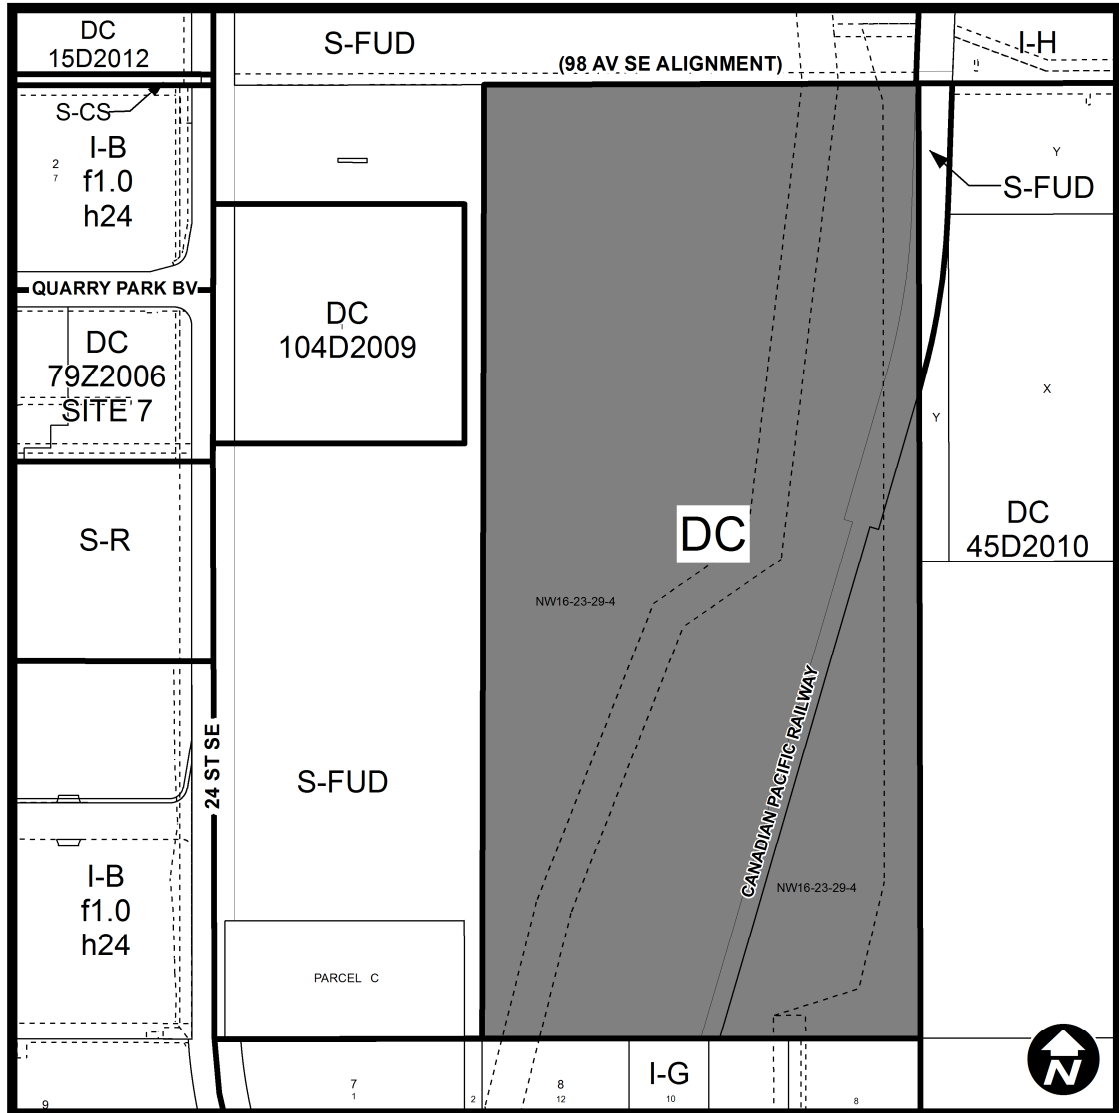 DC
15D2012
S-FUD
I-H
(98 AV SE ALIGNMENT)
S-CS
I-B
f1.0
h24
2
7
Y
S-FUD
QUARRY PARK BV
DC
79Z2006
SITE 7
DC
104D2009
X
Y
S-R
DC
DC
45D2010
NW16-23-29-4
24 ST SE
S-FUD
CANADIAN PACIFIC RAILWAY
NW16-23-29-4
I-B
f1.0
h24
PARCEL C
I-G
7
1
8
12
10
2
8
9
N